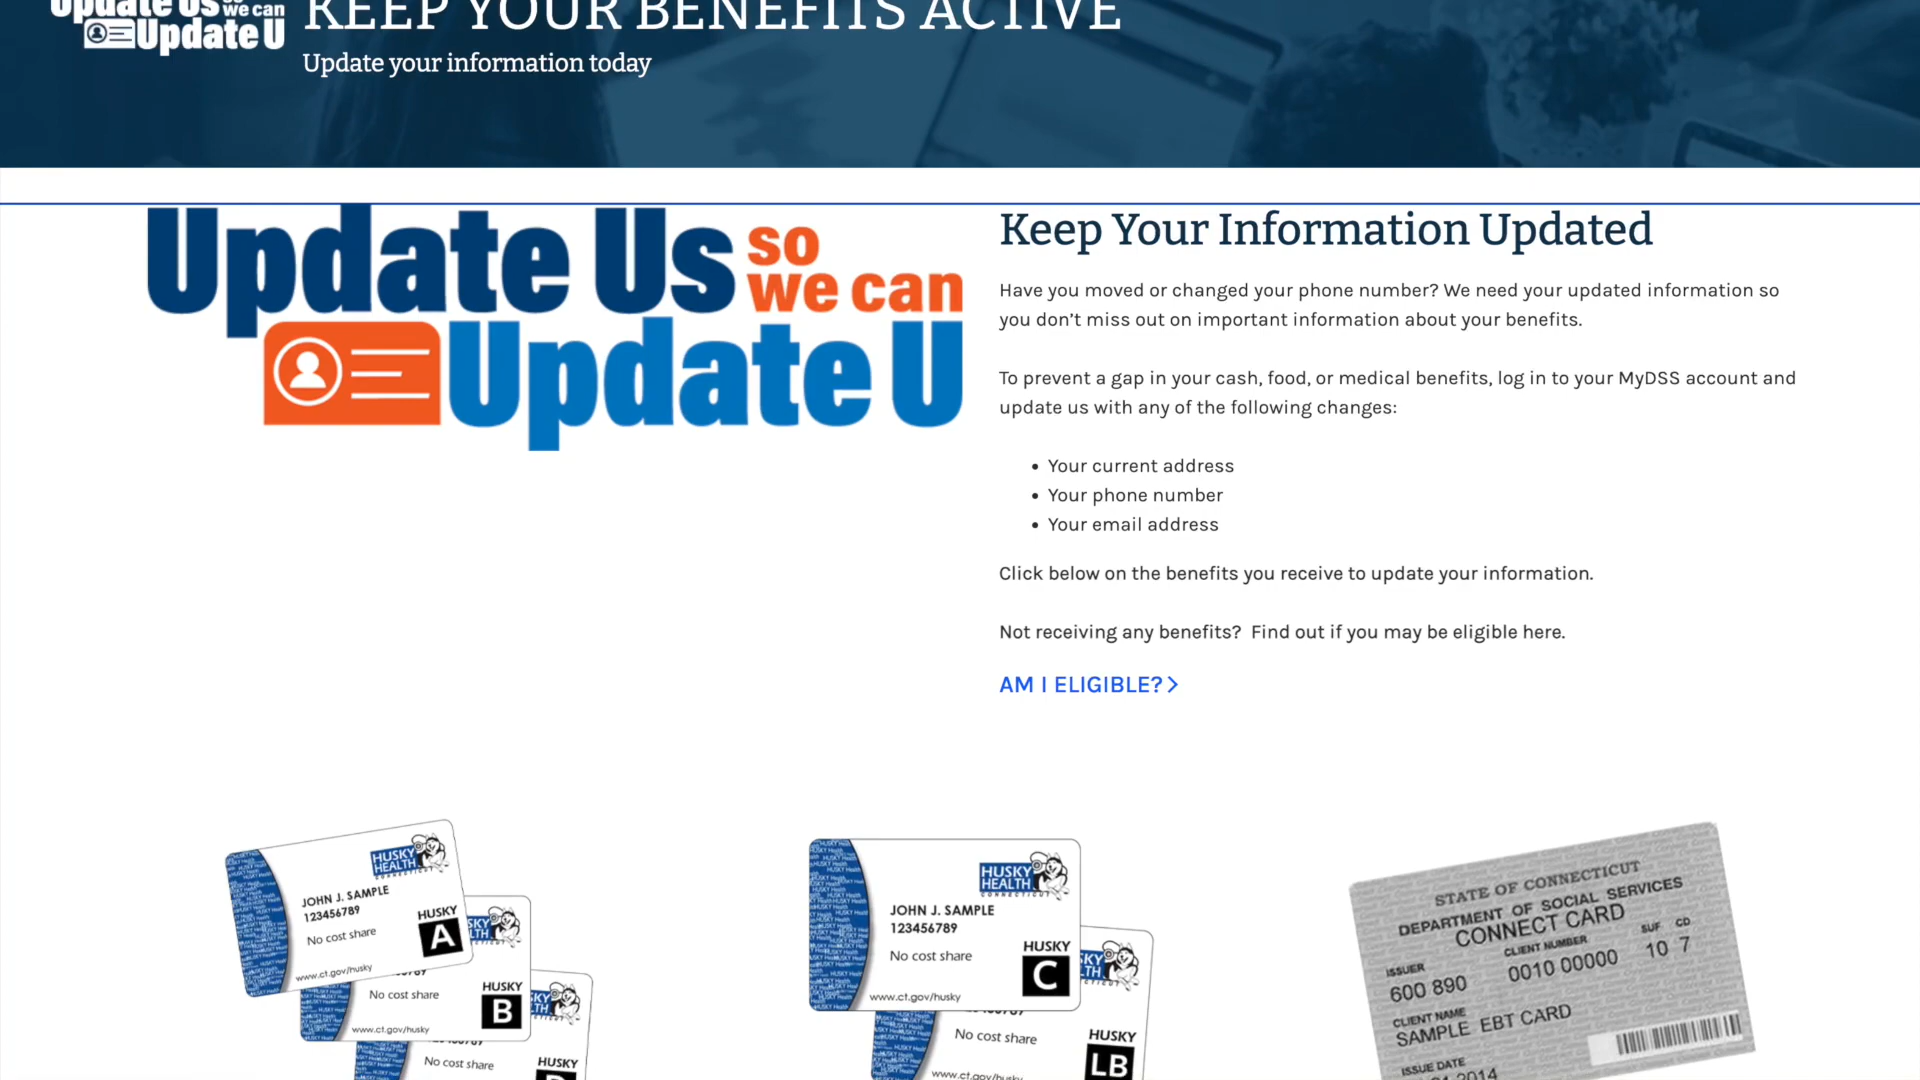 Update Us so
we can
Update U
KEEP YOUR BENEFITS ACTIVE
Update your information today
Update Us so
we can
Update U
Keep Your Information Updated
Have you moved or changed your phone number? We need your updated information so
you don’t miss out on important information about your benefits.
To prevent a gap in your cash, food, or medical benefits, log in to your MyDSS account and
update us with any of the following changes:
• Your current address
• Your phone number
• Your email address
Click below on the benefits you receive to update your information.
Not receiving any benefits?  Find out if you may be eligible here.
AM I ELIGIBLE?
HUSKY
HEALTH
CONNECTICUT
JOHN J. SAMPLE
123456789
No cost share
HUSKY
A
www.ct.gov/husky
No cost share
HUSKY
B
www.ct.gov/husky
No cost share
HUSKY
HUSKY
HEALTH
CONNECTICUT
JOHN J. SAMPLE
123456789
No cost share
HUSKY
C
www.ct.gov/husky
No cost share
HUSKY
LB
www.ct.gov/husky
STATE OF CONNECTICUT
DEPARTMENT OF SOCIAL SERVICES
CONNECT CARD
ISSUER
600 890
CLIENT NUMBER
0010 00000
SUF CD
10 7
CLIENT NAME
SAMPLE EBT CARD
ISSUE DATE
2014